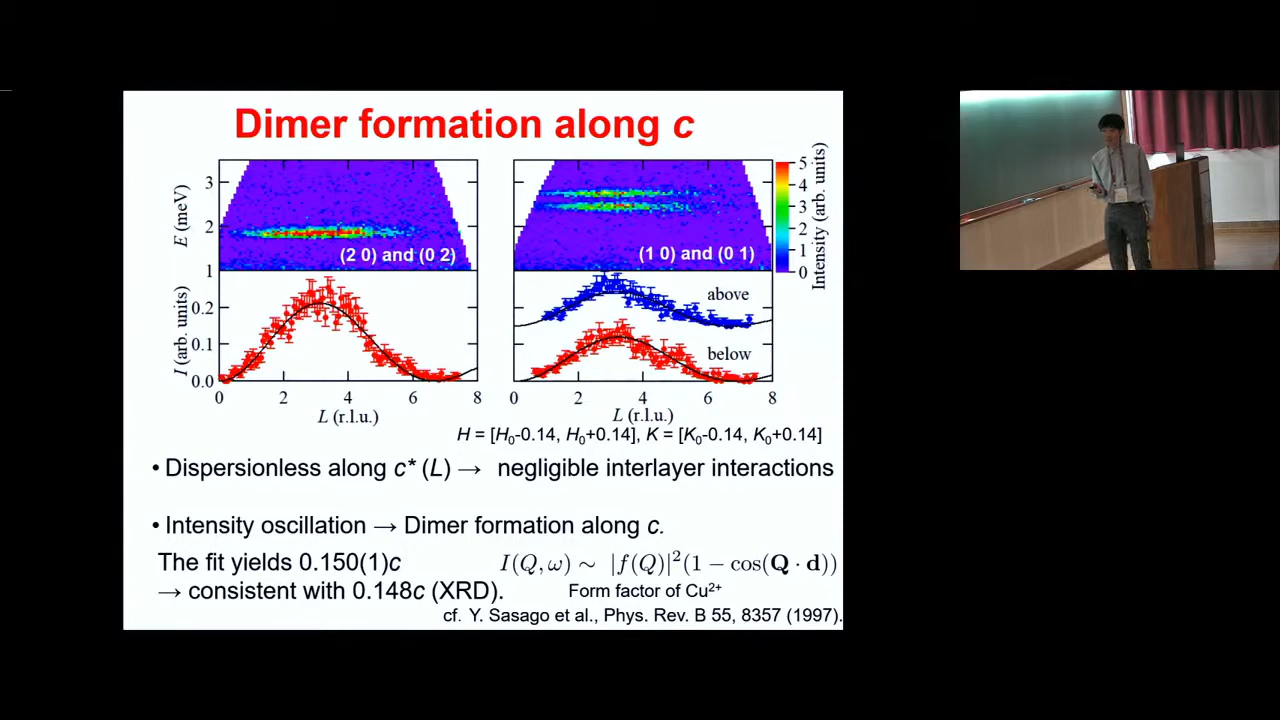 Dimer formation along c
E (meV)
3
2
1
(2 0) and (0 2)
(1 0) and (0 1)
5
4
3
2
1
0
Intensity (arb. units)
I (arb. units)
0.2
0.1
0.0
above
below
0 2 4 6 8
0 2 4 6 8
L (r.l.u.)
L (r.l.u.)
H = [H₀-0.14, H₀+0.14], K = [K₀-0.14, K₀+0.14]
• Dispersionless along c* (L) → negligible interlayer interactions
• Intensity oscillation → Dimer formation along c.
The fit yields 0.150(1)c
I(Q, ω) ∼ |f(Q)|²(1 − cos(Q · d))
→ consistent with 0.148c (XRD).
Form factor of Cu²⁺
cf. Y. Sasago et al., Phys. Rev. B 55, 8357 (1997).